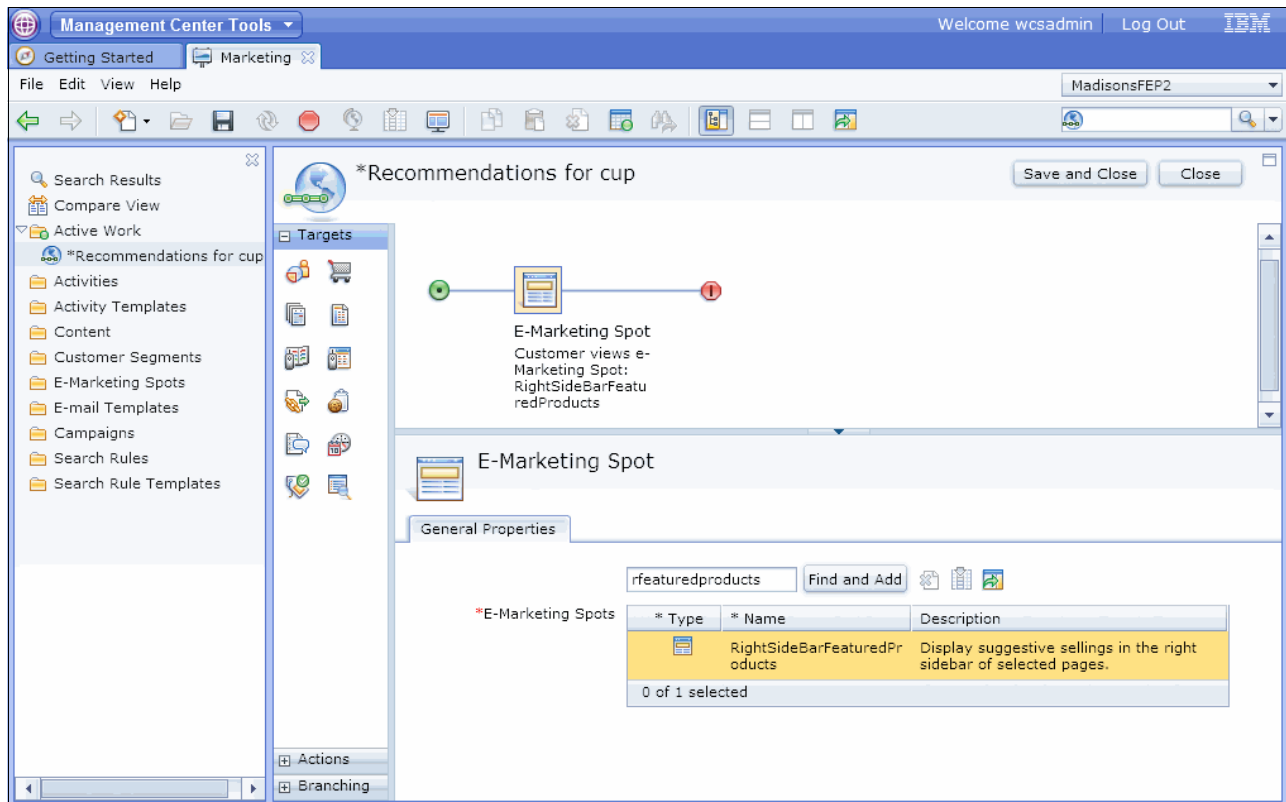 Management Center Tools
Welcome wcsadmin
Log Out
IBM
Getting Started
Marketing
File Edit View Help
MadisonsFEP2
Search Results
Compare View
Active Work
*Recommendations for cup
Activities
Activity Templates
Content
Customer Segments
E-Marketing Spots
E-mail Templates
Campaigns
Search Rules
Search Rule Templates
*Recommendations for cup
Save and Close
Close
Targets
E-Marketing Spot
Customer views e-
Marketing Spot:
RightSideBarFeatu
redProducts
E-Marketing Spot
General Properties
rfeaturedproducts
Find and Add
*E-Marketing Spots
* Type
* Name
Description
RightSideBarFeaturedPr
oducts
Display suggestive sellings in the right
sidebar of selected pages.
0 of 1 selected
Actions
Branching